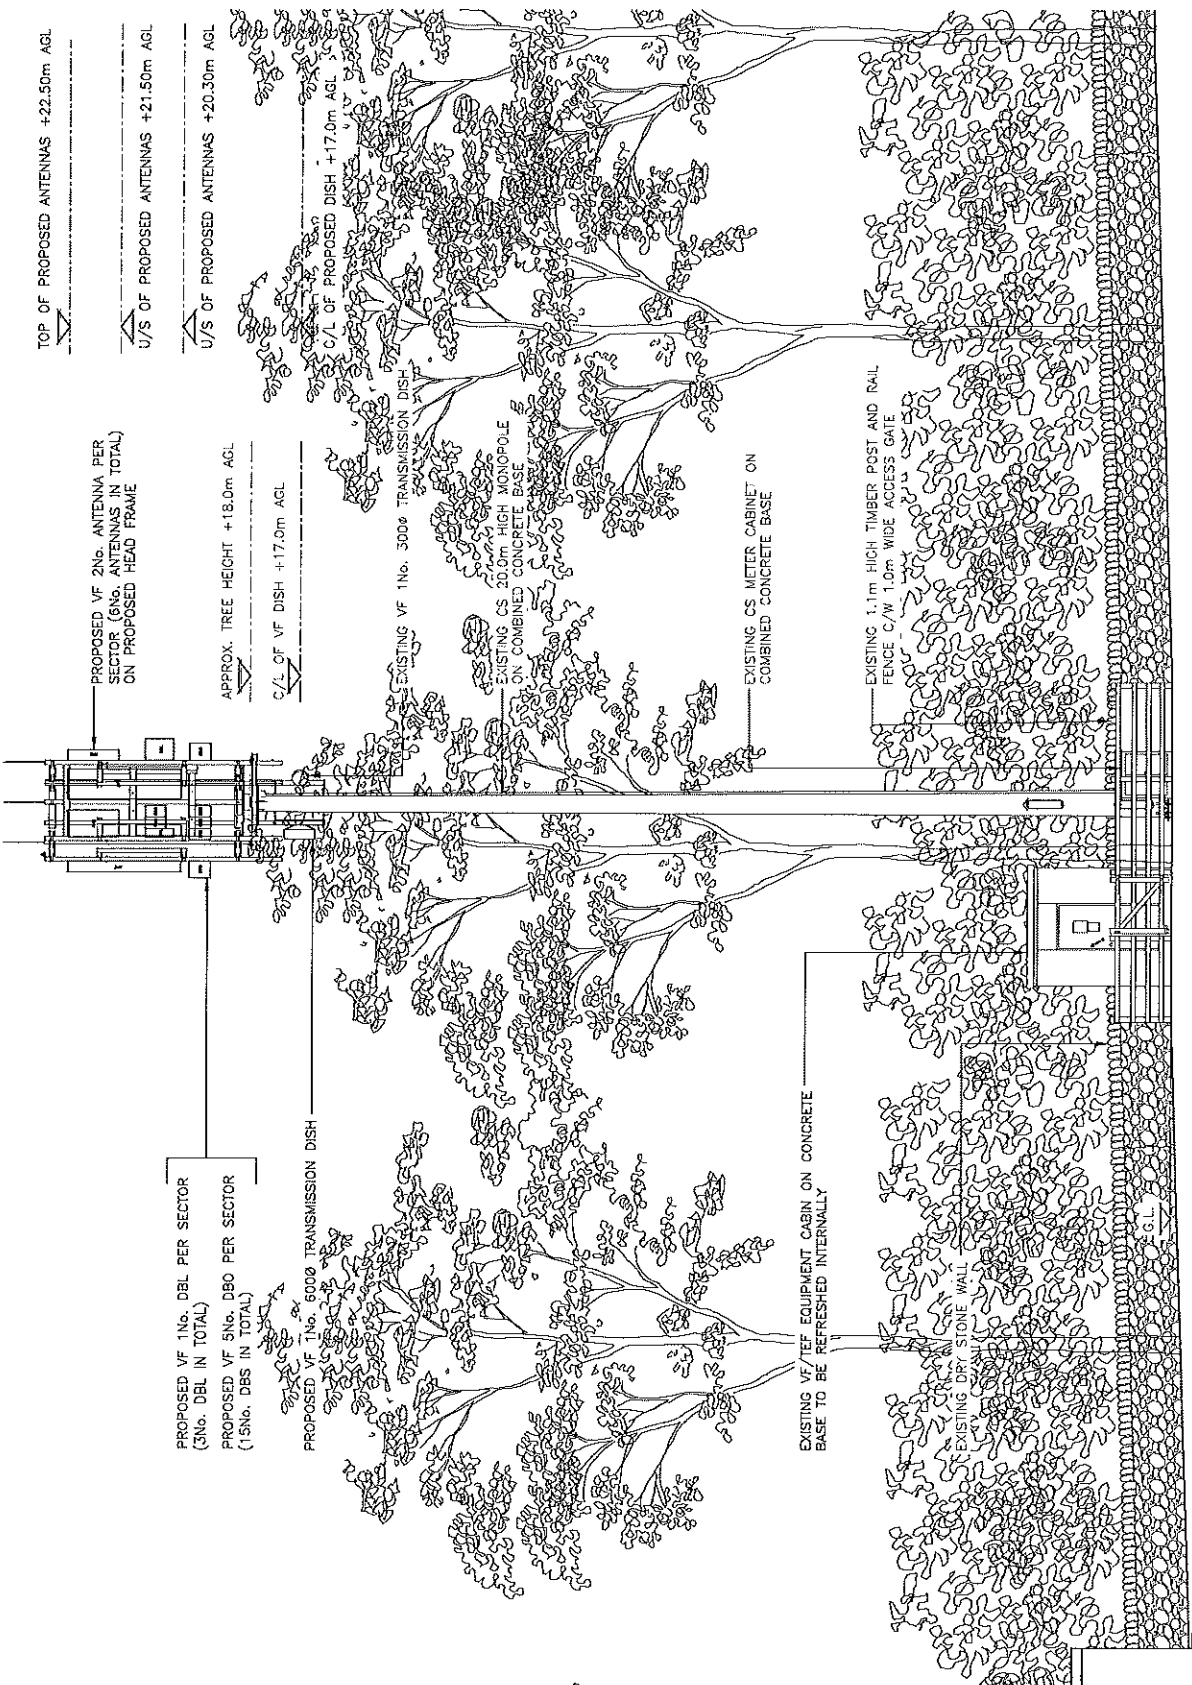 TOP OF PROPOSED ANTENNAS +22.50m AGL
U/S OF PROPOSED ANTENNAS +21.50m AGL
U/S OF PROPOSED ANTENNAS +20.30m AGL
C/L OF PROPOSED DISH +17.0m AGL
PROPOSED VF 2No. ANTENNA PER
SECTOR (6No. ANTENNAS IN TOTAL)
ON PROPOSED HEAD FRAME
APPROX. TREE HEIGHT +18.0m AGL
C/L OF VF DISH +17.0m AGL
EXISTING VF 1No. 300ø TRANSMISSION DISH
EXISTING CS 20.0m HIGH MONOPOLE
ON COMBINED CONCRETE BASE
EXISTING CS METER CABINET ON
COMBINED CONCRETE BASE
EXISTING 1.1m HIGH TIMBER POST AND RAIL
FENCE C/W 1.0m WIDE ACCESS GATE
PROPOSED VF 1No. DBL PER SECTOR
(3No. DBL IN TOTAL)
PROPOSED VF 5No. DBO PER SECTOR
(15No. DBS IN TOTAL)
PROPOSED VF 1No. 600Ø TRANSMISSION DISH
EXISTING VF/TEF EQUIPMENT CABIN ON CONCRETE
BASE TO BE REFRESHED INTERNALLY
EXISTING DRY STONE WALL
G.L.